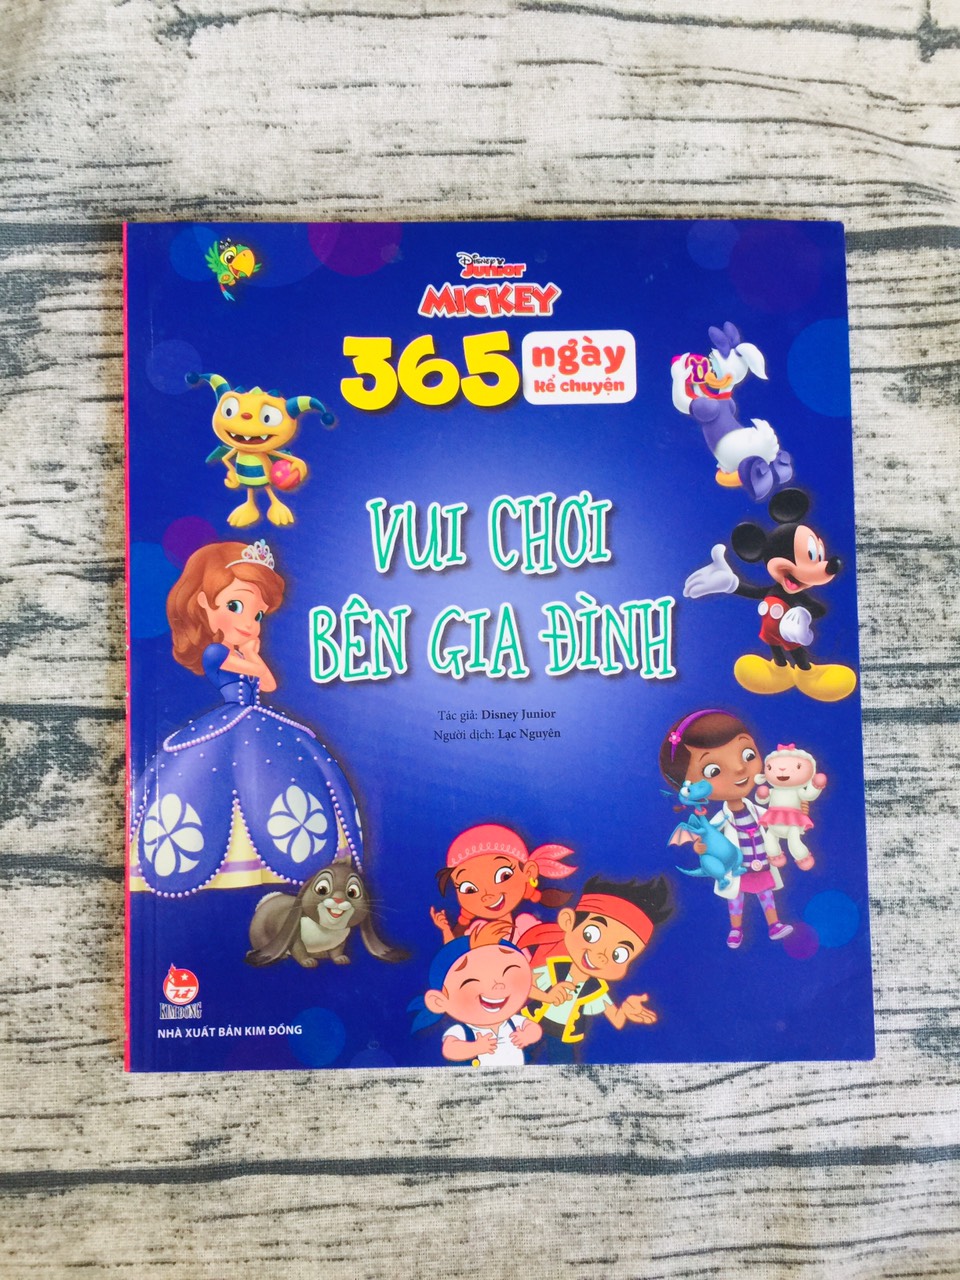 Disney Junior
MICKEY
365 ngày
kể chuyện
VUI CHƠI
BÊN GIA ĐÌNH
Tác giả: Disney Junior
Người dịch: Lạc Nguyên
KIM ĐỒNG
NHÀ XUẤT BẢN KIM ĐỒNG